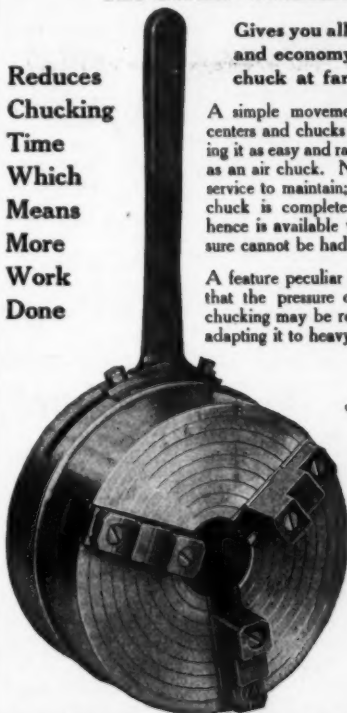 Gives you all
and economy
chuck at far
Reduces
Chucking
Time
Which
Means
More
Work
Done
A simple moveme
centers and chucks
ing it as easy and ra
as an air chuck. N
service to maintain;
chuck is complete
hence is available
sure cannot be had
A feature peculiar
that the pressure o
chucking may be re
adapting it to heavy